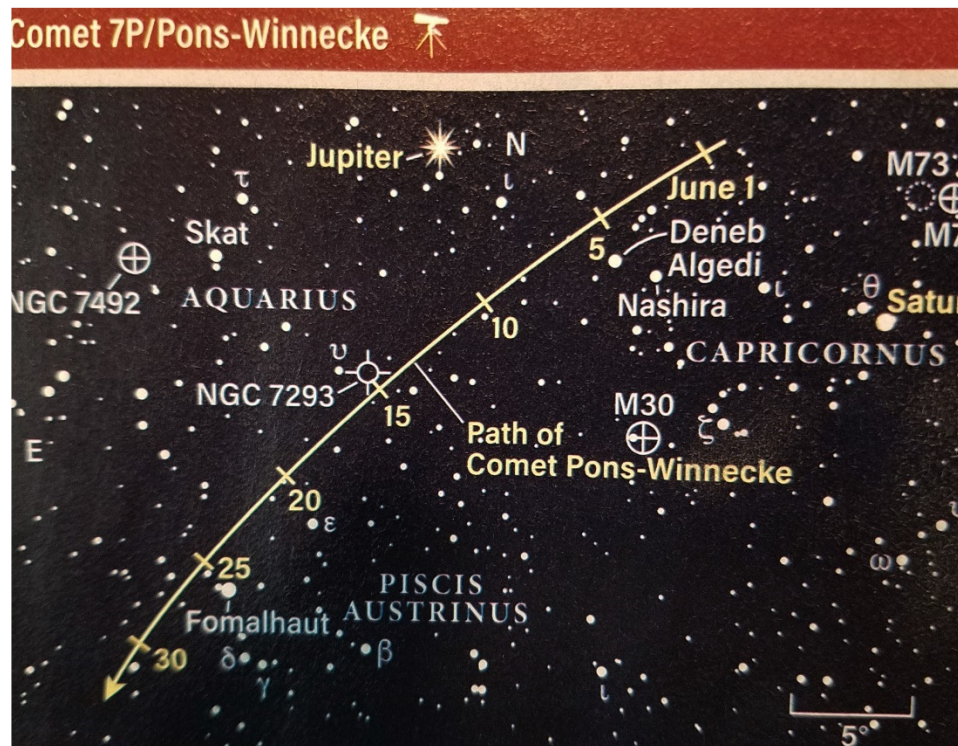 Comet 7P/Pons-Winnecke
N
Jupiter
M73
June 1
τ
ι
Skat
5
Deneb
Algedi
NGC 7492
AQUARIUS
10
Nashira
ι
θ
υ
CAPRICORNUS
NGC 7293
15
M30
ζ
Path of
Comet Pons-Winnecke
E
20
ε
ω
25
PISCIS
AUSTRINUS
Fomalhaut
30
δ
γ
β
ι
5°